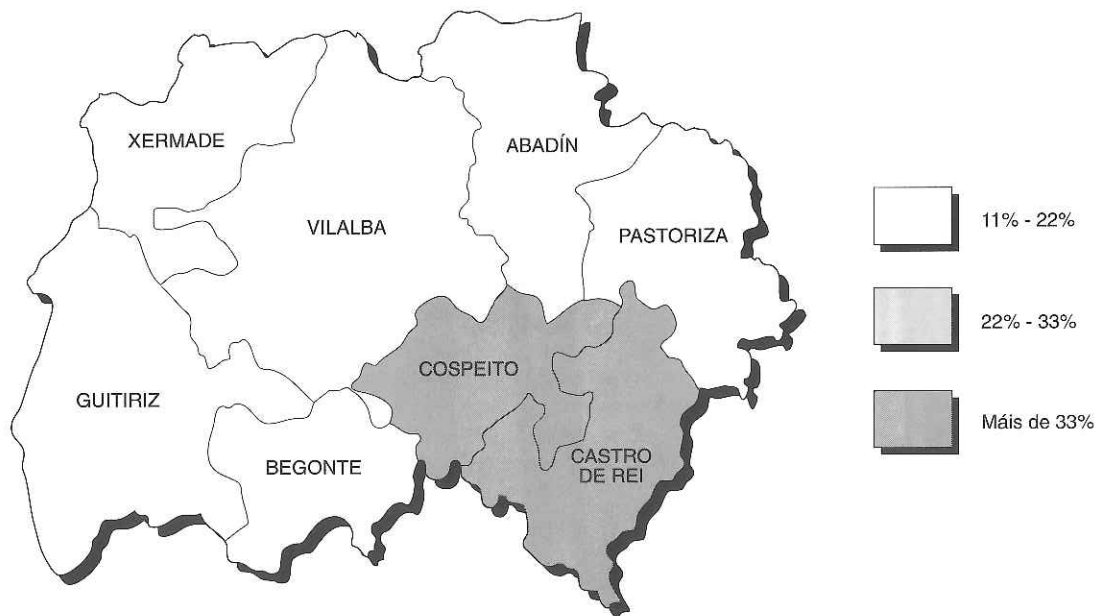 XERMADE
ABADÍN
VILALBA
PASTORIZA
COSPEITO
GUITIRIZ
BEGONTE
CASTRO
DE REI
11% - 22%
22% - 33%
Máis de 33%